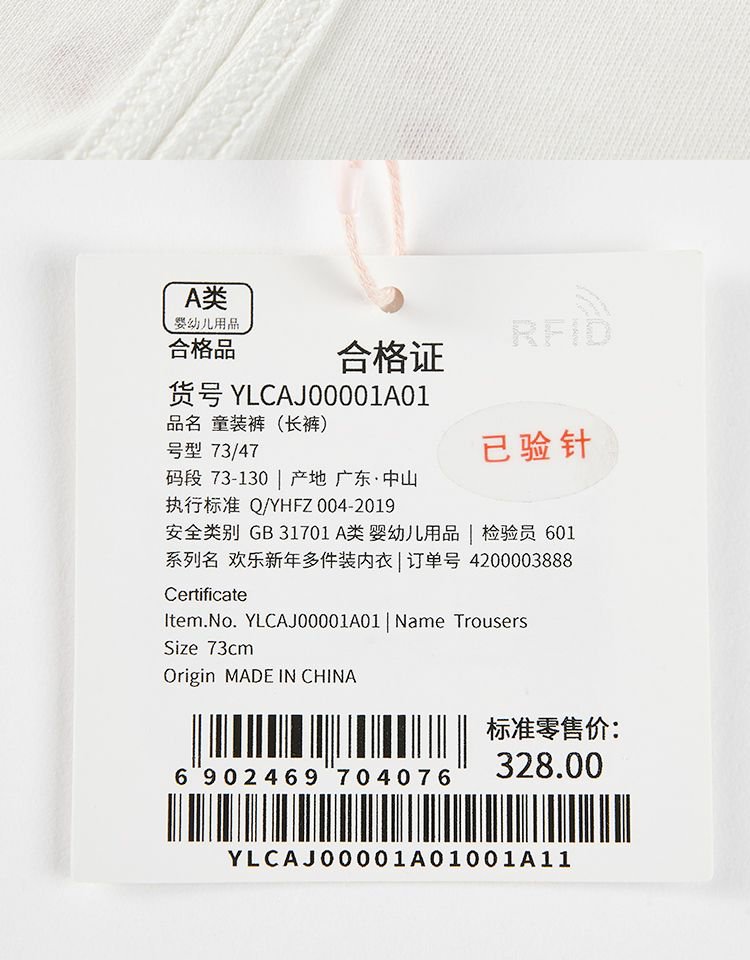 A类
婴幼儿用品
合格品
合格证
RFID
货号 YLCAJ00001A01
品名 童装裤（长裤）
号型 73/47
已验针
码段 73-130 | 产地 广东·中山
执行标准 Q/YHFZ 004-2019
安全类别 GB 31701 A类 婴幼儿用品 | 检验员 601
系列名 欢乐新年多件装内衣 | 订单号 4200003888
Certificate
Item.No. YLCAJ00001A01 | Name Trousers
Size 73cm
Origin MADE IN CHINA
标准零售价：
328.00
6 902469 704076
YLCAJ00001A01001A11